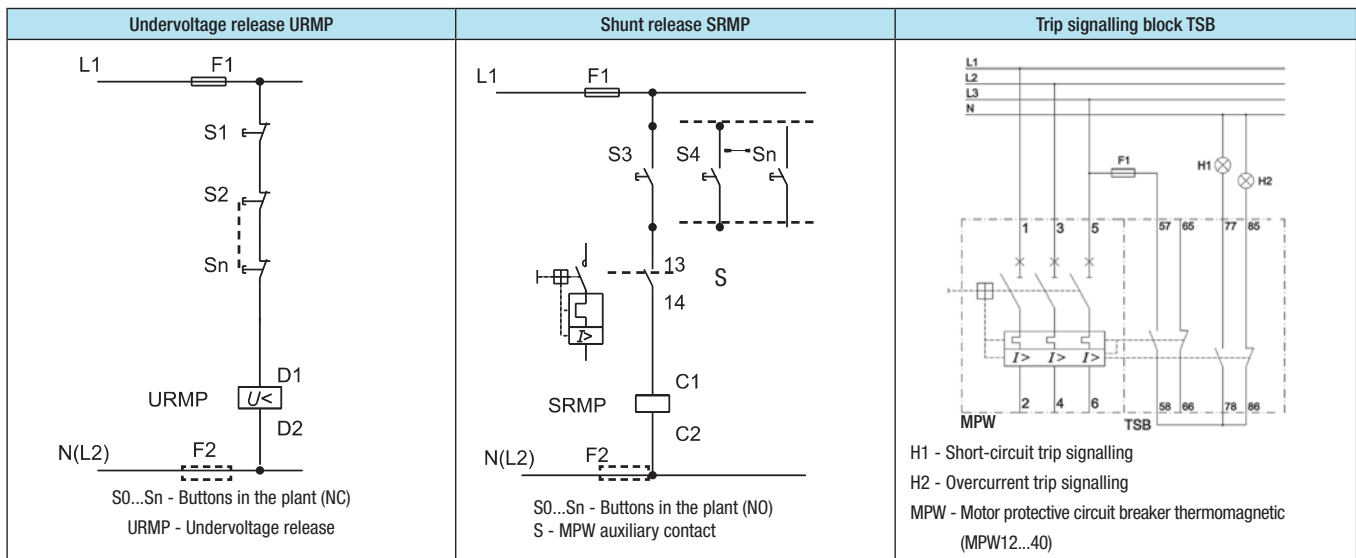 Undervoltage release URMP
Shunt release SRMP
Trip signalling block TSB
L1 F1
S1
S2
Sn
D1
URMP U<
D2
N(L2) F2
S0...Sn - Buttons in the plant (NC)
URMP - Undervoltage release
L1 F1
S3 S4 Sn
13 S
14
I>
C1
SRMP
C2
N(L2) F2
S0...Sn - Buttons in the plant (NO)
S - MPW auxiliary contact
L1
L2
L3
N
F1 H1 H2
1 3 5 57 65 77 85
I> I> I>
2 4 6 58 66 78 86
MPW TSB
H1 - Short-circuit trip signalling
H2 - Overcurrent trip signalling
MPW - Motor protective circuit breaker thermomagnetic
(MPW12...40)